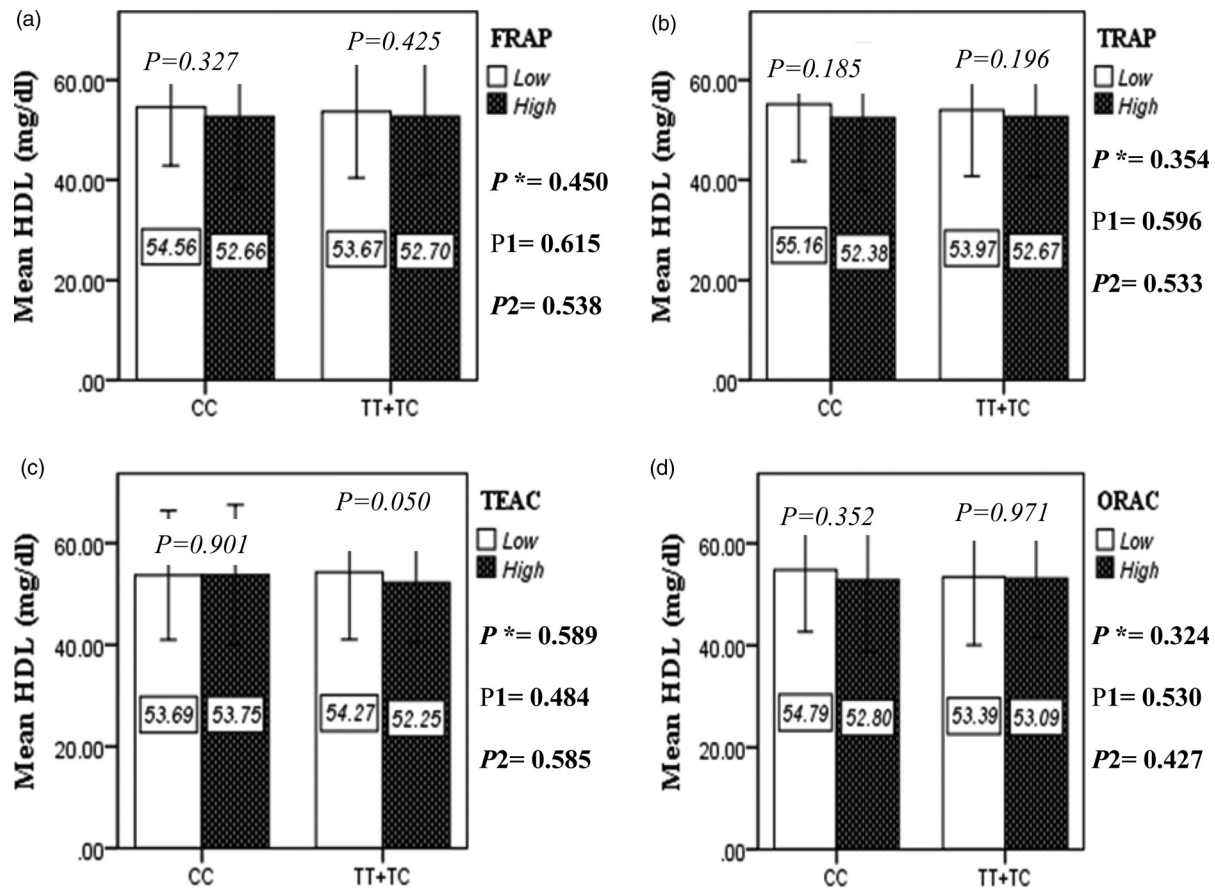 (a)
Mean HDL (mg/dl)
60.00
40.00
20.00
.00
P=0.327
P=0.425
54.56
52.66
53.67
52.70
CC
TT+TC
FRAP
Low
High
P *= 0.450
P1= 0.615
P2= 0.538
(b)
Mean HDL (mg/dl)
60.00
40.00
20.00
.00
P=0.185
P=0.196
55.16
52.38
53.97
52.67
CC
TT+TC
TRAP
Low
High
P *= 0.354
P1= 0.596
P2= 0.533
(c)
Mean HDL (mg/dl)
60.00
40.00
20.00
.00
P=0.901
P=0.050
53.69
53.75
54.27
52.25
CC
TT+TC
TEAC
Low
High
P *= 0.589
P1= 0.484
P2= 0.585
(d)
Mean HDL (mg/dl)
60.00
40.00
20.00
.00
P=0.352
P=0.971
54.79
52.80
53.39
53.09
CC
TT+TC
ORAC
Low
High
P *= 0.324
P1= 0.530
P2= 0.427